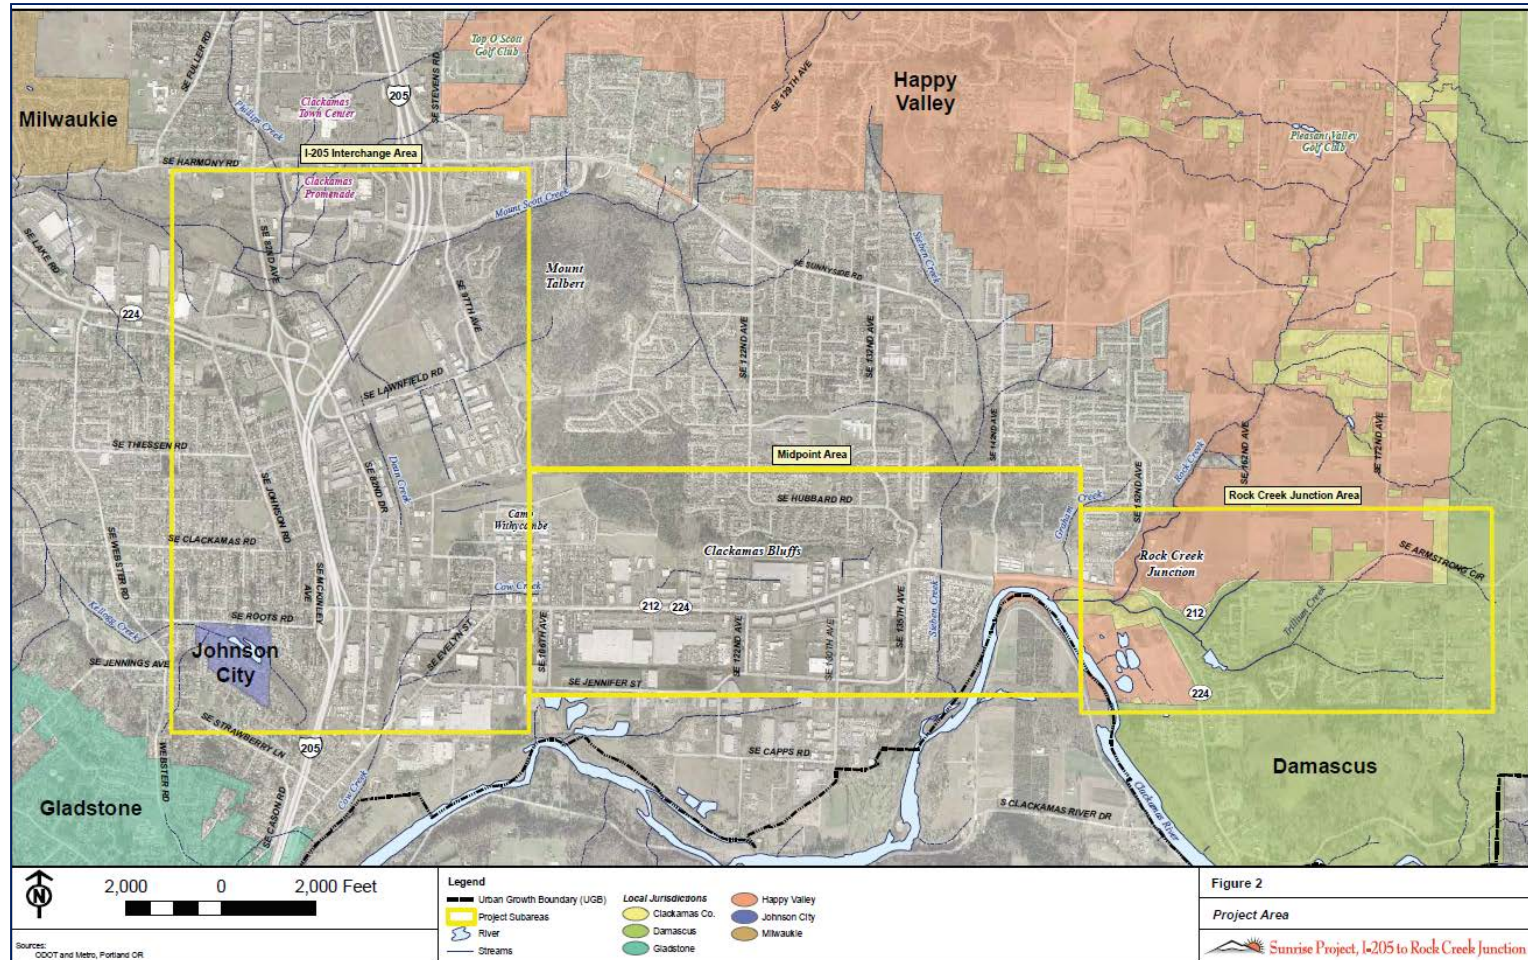 Top O Scott
Golf Club
SE FULLER RD
SE STEVENS RD
SE 129TH AVE
Happy
Valley
205
Clackamas
Town Center
Phillips Creek
Milwaukie
Pleasant Valley
Golf Club
I-205 Interchange Area
SE HARMONY RD
Clackamas
Promenade
Mount Scott Creek
SE LAKE RD
SE 82ND AVE
Sieben Creek
SE SUNNYSIDE RD
Mount
Talbert
SE 97TH AVE
224
SE 122ND AVE
SE 132ND AVE
SE LAWNFIELD RD
SE 142ND AVE
SE 162ND AVE
SE 172ND AVE
SE THIESSEN RD
Midpoint Area
Rock Creek
SE 82ND DR
Dean Creek
SE JOHNSON RD
SE 152ND AVE
SE HUBBARD RD
Rock Creek Junction Area
Graham Creek
Camp
Withycombe
SE WEBSTER RD
SE CLACKAMAS RD
Clackamas Bluffs
Rock Creek
Junction
SE ARMSTRONG CIR
SE MCKINLEY
AVE
Cow Creek
Kellogg Creek
SE ROOTS RD
212
224
212
Trillium Creek
SE 135TH AVE
Sieben Creek
SE 106TH AVE
SE 122ND AVE
SE 130TH AVE
SE EVELYN ST
Johnson
City
SE JENNINGS AVE
SE JENNIFER ST
224
SE STRAWBERRY LN
205
WEBSTER RD
SE CAPPS RD
Damascus
Cow Creek
Clackamas River
Gladstone
SE CASON RD
S CLACKAMAS RIVER DR
N
2,000 0 2,000 Feet
Sources:
ODOT and Metro, Portland OR
Legend
Urban Growth Boundary (UGB)
Project Subareas
River
Streams
Local Jurisdictions
Clackamas Co.
Damascus
Gladstone
Happy Valley
Johnson City
Milwaukie
Figure 2
Project Area
Sunrise Project, I-205 to Rock Creek Junction